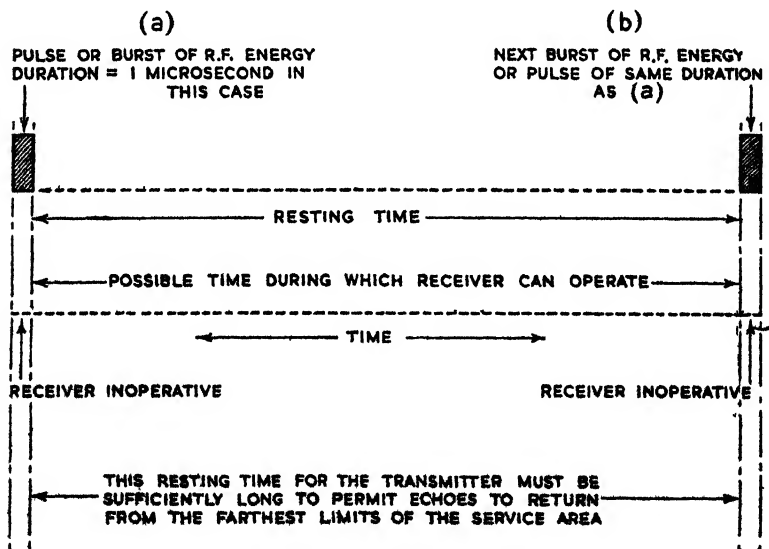 (a)
PULSE OR BURST OF R.F. ENERGY
DURATION = 1 MICROSECOND IN
THIS CASE
(b)
NEXT BURST OF R.F. ENERGY
OR PULSE OF SAME DURATION
AS (a)
RESTING TIME
POSSIBLE TIME DURING WHICH RECEIVER CAN OPERATE
TIME
RECEIVER INOPERATIVE
RECEIVER INOPERATIVE
THIS RESTING TIME FOR THE TRANSMITTER MUST BE
SUFFICIENTLY LONG TO PERMIT ECHOES TO RETURN
FROM THE FARTHEST LIMITS OF THE SERVICE AREA